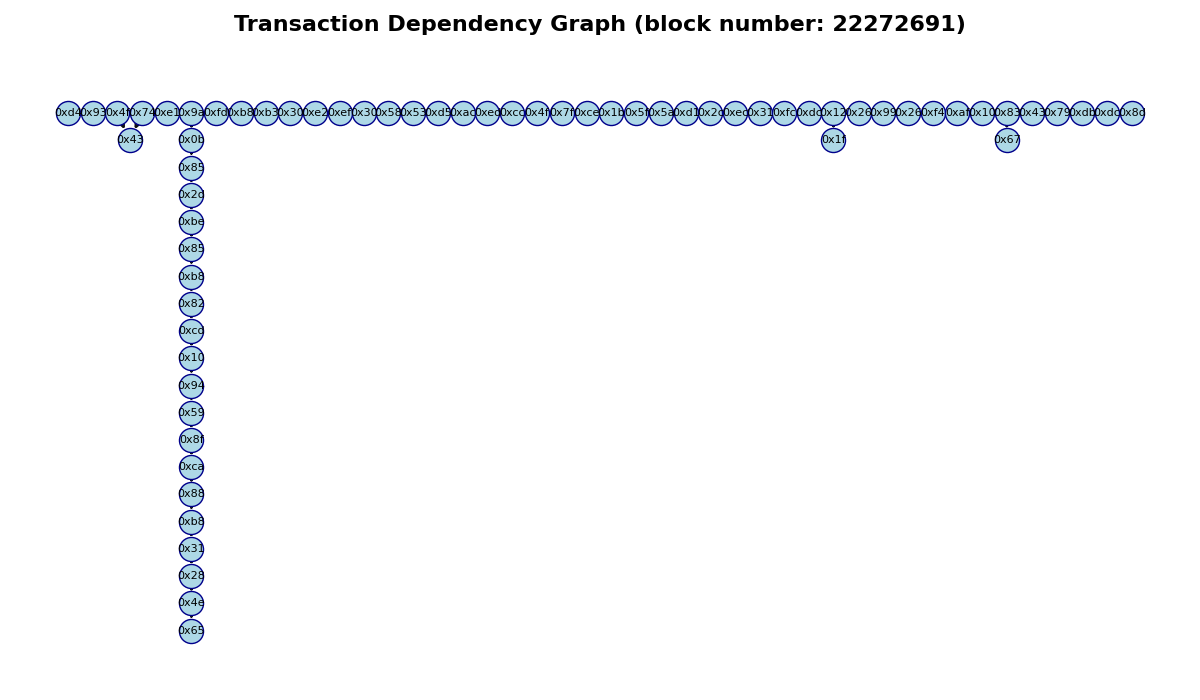 Transaction Dependency Graph (block number: 22272691)
0xd4 0x93 0x4f 0x74 0xe1 0x9a 0xfd 0xb8 0xb3 0x30 0xe2 0xef 0x30 0x58 0x53 0xd5 0xac 0xed 0xcc 0x4f 0x7f 0xce 0x1b 0x5f 0x5a 0xd1 0x2c 0xec 0x31 0xfc 0xdc 0x12 0x26 0x99 0x26 0xf4 0xaf 0x10 0x83 0x43 0x79 0xdb 0xdc 0x8d
0x43 0x0b 0x1f 0x67
0x85
0x2d
0xbe
0x85
0xb8
0x82
0xcd
0x10
0x94
0x59
0x8f
0xca
0x88
0xb8
0x31
0x28
0x4e
0x65